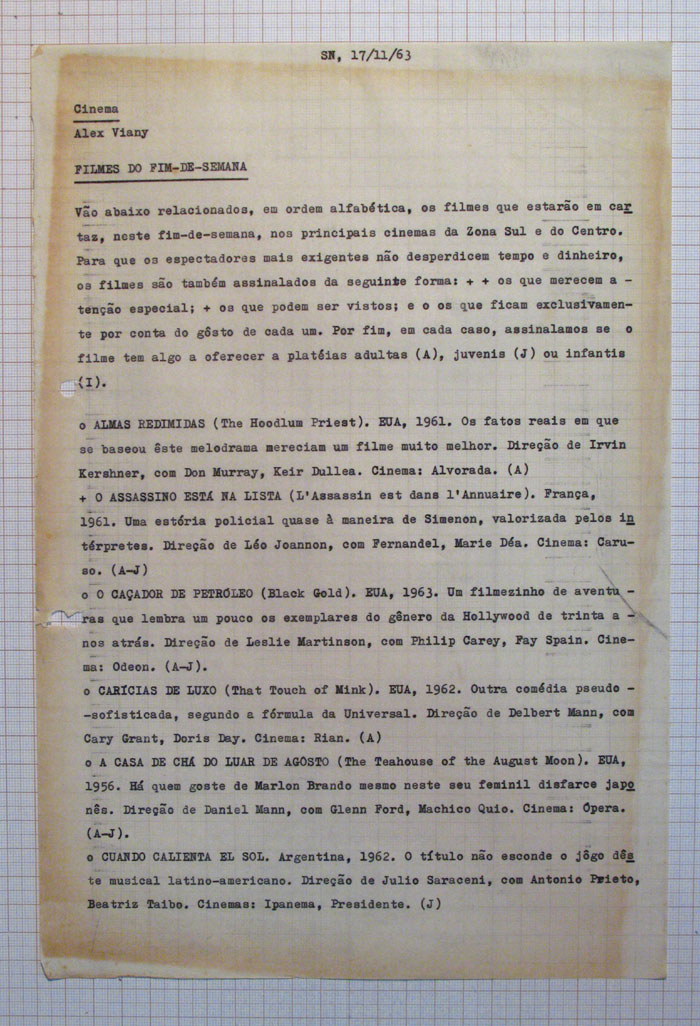 SN, 17/11/63
Cinema
Alex Viany
FILMES DO FIM-DE-SEMANA
Vão abaixo relacionados, em ordem alfabética, os filmes que estarão em car
taz, neste fim-de-semana, nos principais cinemas da Zona Sul e do Centro.
Para que os espectadores mais exigentes não desperdicem tempo e dinheiro,
os filmes são também assinalados da seguinte forma: + + os que merecem a -
tenção especial; + os que podem ser vistos; e o os que ficam exclusivamen-
te por conta do gôsto de cada um. Por fim, em cada caso, assinalamos se o
filme tem algo a oferecer a platéias adultas (A), juvenis (J) ou infantis
(I).
o ALMAS REDIMIDAS (The Hoodlum Priest). EUA, 1961. Os fatos reais em que
se baseou êste melodrama mereciam um filme muito melhor. Direção de Irvin
Kershner, com Don Murray, Keir Dullea. Cinema: Alvorada. (A)
+ O ASSASSINO ESTÁ NA LISTA (L'Assassin est dans l'Annuaire). França,
1961. Uma estória policial quase à maneira de Simenon, valorizada pelos in
térpretes. Direção de Léo Joannon, com Fernandel, Marie Déa. Cinema: Caru-
so. (A-J)
o O CAÇADOR DE PETRÓLEO (Black Gold). EUA, 1963. Um filmezinho de aventu -
ras que lembra um pouco os exemplares do gênero da Hollywood de trinta a -
nos atrás. Direção de Leslie Martinson, com Philip Carey, Fay Spain. Cine-
ma: Odeon. (A-J).
o CARÍCIAS DE LUXO (That Touch of Mink). EUA, 1962. Outra comédia pseudo -
-sofisticada, segundo a fórmula da Universal. Direção de Delbert Mann, com
Cary Grant, Doris Day. Cinema: Rian. (A)
o A CASA DE CHÁ DO LUAR DE AGÔSTO (The Teahouse of the August Moon). EUA,
1956. Há quem goste de Marlon Brando mesmo neste seu feminil disfarce japo
nês. Direção de Daniel Mann, com Glenn Ford, Machico Quio. Cinema: Ópera.
(A-J).
o CUANDO CALIENTA EL SOL. Argentina, 1962. O título não esconde o jôgo dês
te musical latino-americano. Direção de Julio Saraceni, com Antonio Prieto,
Beatriz Taibo. Cinemas: Ipanema, Presidente. (J)